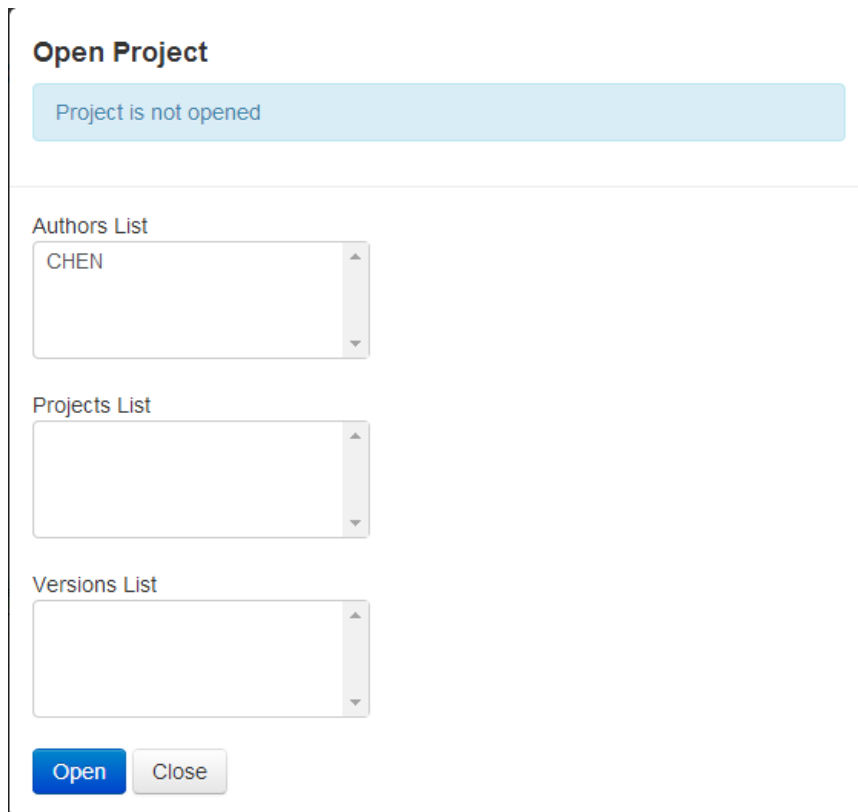 Open Project
Project is not opened
Authors List
CHEN
Projects List
Versions List
Open Close